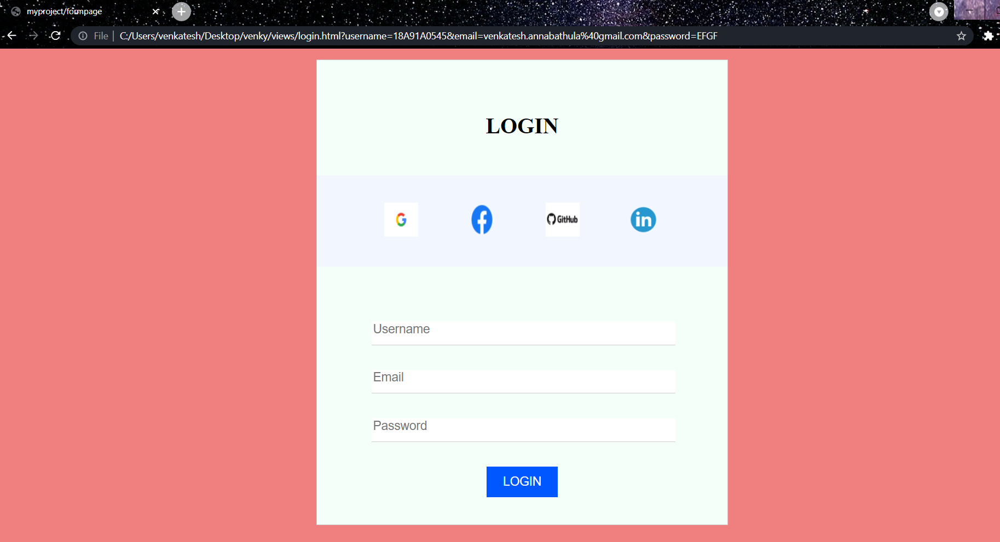 myproject/formpage
File | C:/Users/venkatesh/Desktop/venky/views/login.html?username=18A91A0545&email=venkatesh.annabathula%40gmail.com&password=EFGF
LOGIN
G GitHub in
Username
Email
Password
LOGIN